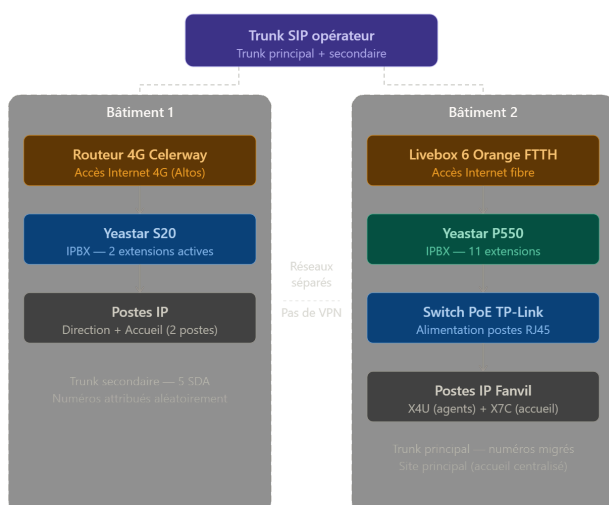 Trunk SIP opérateur
Trunk principal + secondaire
Bâtiment 1
Routeur 4G Celerway
Accès Internet 4G (Altos)
Yeastar S20
IPBX — 2 extensions actives
Postes IP
Direction + Accueil (2 postes)
Trunk secondaire — 5 SDA
Numéros attribués aléatoirement
Réseaux
séparés
Pas de VPN
Bâtiment 2
Livebox 6 Orange FTTH
Accès Internet fibre
Yeastar P550
IPBX — 11 extensions
Switch PoE TP-Link
Alimentation postes RJ45
Postes IP Fanvil
X4U (agents) + X7C (accueil)
Trunk principal — numéros migrés
Site principal (accueil centralisé)